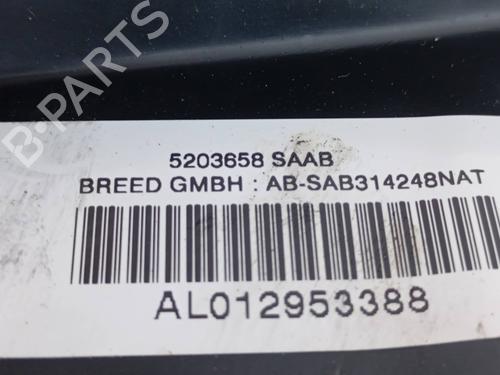 B-PARTS
5203658 SAAB
BREED GMBH : AB-SAB314248NAT
AL012953388